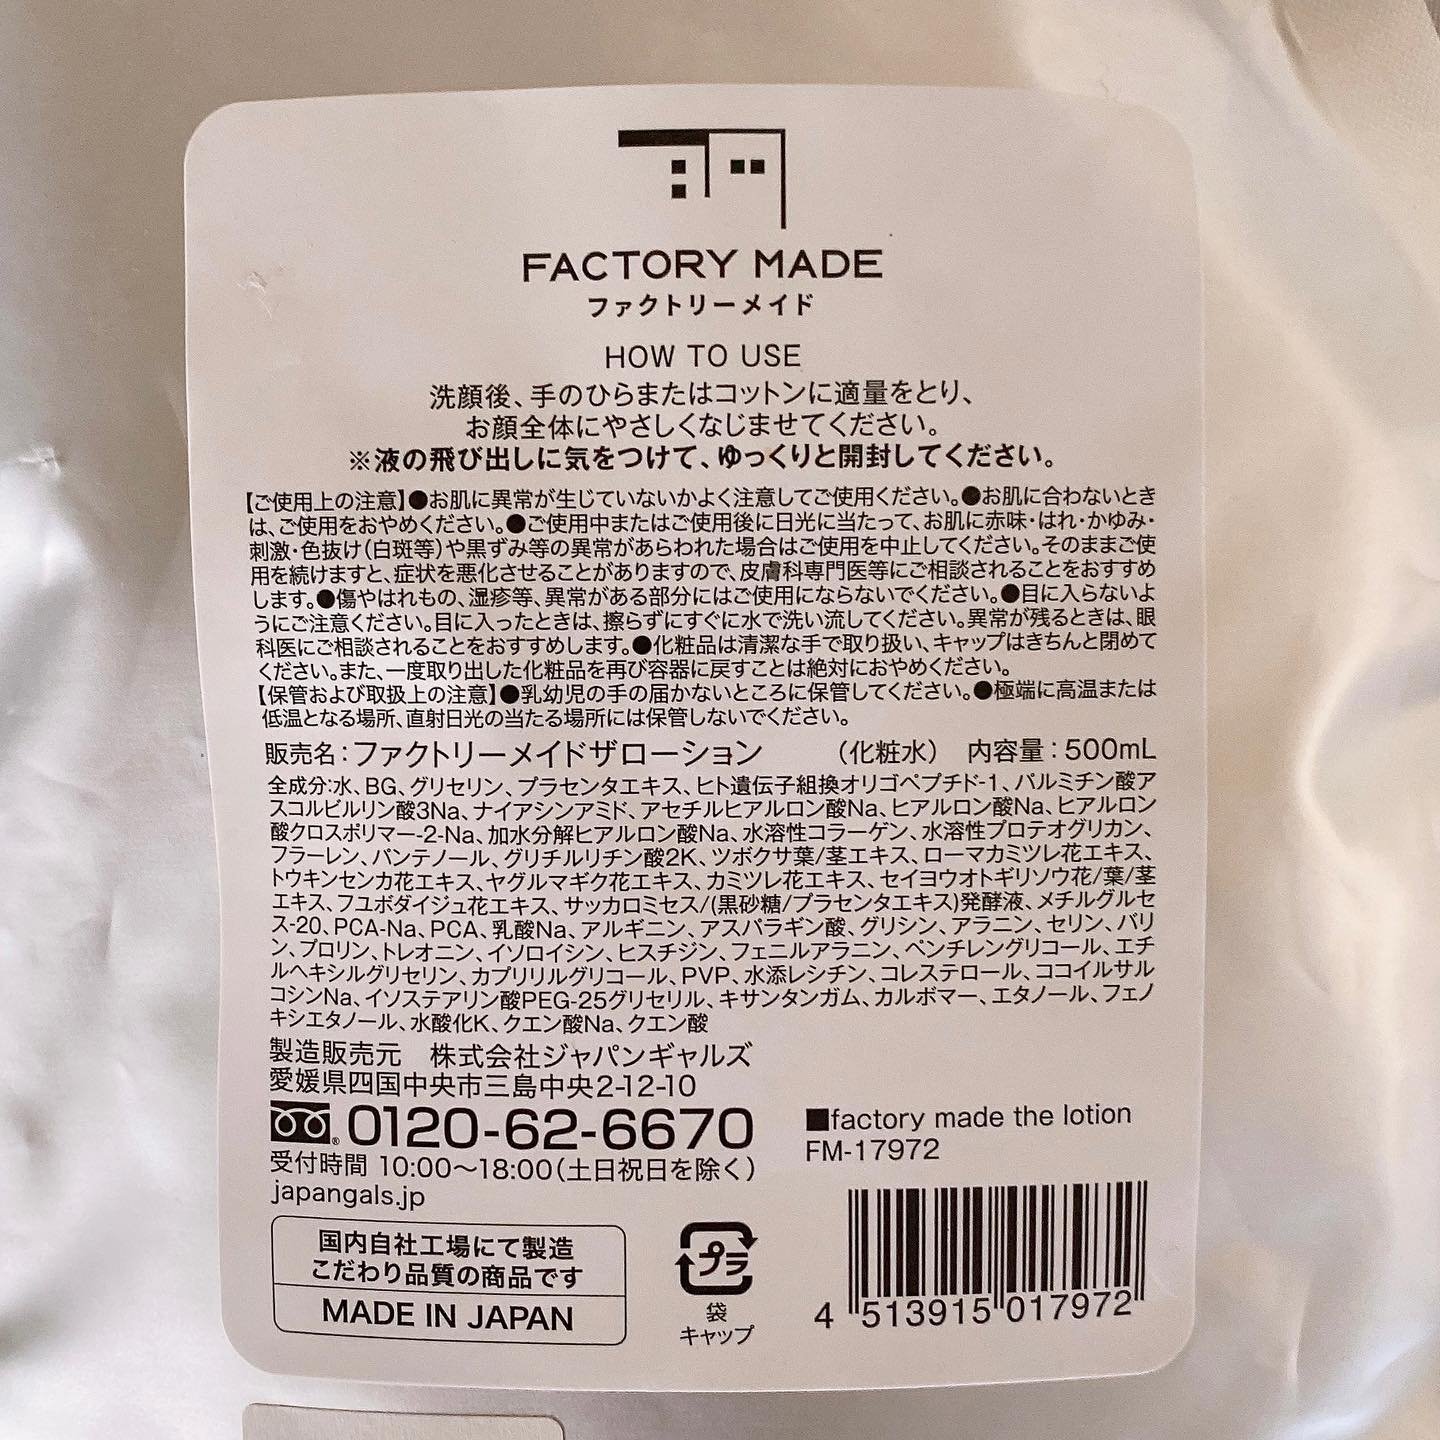 FACTORY MADE
ファクトリーメイド
HOW TO USE
洗顔後、手のひらまたはコットンに適量をとり、
お顔全体にやさしくなじませてください。
※液の飛び出しに気をつけて、ゆっくりと開封してください。
【ご使用上の注意】●お肌に異常が生じていないかよく注意してご使用ください。●お肌に合わないとき
は、ご使用をおやめください。●ご使用中またはご使用後に日光に当たって、お肌に赤味・はれ・かゆみ・
刺激・色抜け（白斑等）や黒ずみ等の異常があらわれた場合はご使用を中止してください。そのままご使
用を続けますと、症状を悪化させることがありますので、皮膚科専門医等にご相談されることをおすすめ
します。●傷やはれもの、湿疹等、異常がある部分にはご使用にならないでください。●目に入らないよ
うにご注意ください。目に入ったときは、擦らずにすぐに水で洗い流してください。異常が残るときは、眼
科医にご相談されることをおすすめします。●化粧品は清潔な手で取り扱い、キャップはきちんと閉めて
ください。また、一度取り出した化粧品を再び容器に戻すことは絶対におやめください。
【保管および取扱上の注意】●乳幼児の手の届かないところに保管してください。●極端に高温または
低温となる場所、直射日光の当たる場所には保管しないでください。
販売名：ファクトリーメイドザローション （化粧水） 内容量：500mL
全成分：水、BG、グリセリン、プラセンタエキス、ヒト遺伝子組換オリゴペプチド-1、パルミチン酸ア
スコルビルリン酸3Na、ナイアシンアミド、アセチルヒアルロン酸Na、ヒアルロン酸Na、ヒアルロン
酸クロスポリマー-2-Na、加水分解ヒアルロン酸Na、水溶性コラーゲン、水溶性プロテオグリカン、
フラーレン、パンテノール、グリチルリチン酸2K、ツボクサ葉/茎エキス、ローマカミツレ花エキス、
トウキンセンカ花エキス、ヤグルマギク花エキス、カミツレ花エキス、セイヨウオトギリソウ花/葉/茎
エキス、フユボダイジュ花エキス、サッカロミセス/(黒砂糖/プラセンタエキス)発酵液、メチルグルセ
ス-20、PCA-Na、PCA、乳酸Na、アルギニン、アスパラギン酸、グリシン、アラニン、セリン、バリ
ン、プロリン、トレオニン、イソロイシン、ヒスチジン、フェニルアラニン、ペンチレングリコール、エチ
ルヘキシルグリセリン、カプリリルグリコール、PVP、水添レシチン、コレステロール、ココイルサル
コシンNa、イソステアリン酸PEG-25グリセリル、キサンタンガム、カルボマー、エタノール、フェノ
キシエタノール、水酸化K、クエン酸Na、クエン酸
製造販売元 株式会社ジャパンギャルズ
愛媛県四国中央市三島中央2-12-10
0120-62-6670
受付時間 10:00〜18:00（土日祝日を除く）
japangals.jp
■factory made the lotion
FM-17972
国内自社工場にて製造
こだわり品質の商品です
MADE IN JAPAN
プラ
袋
キャップ
4 513915 017972